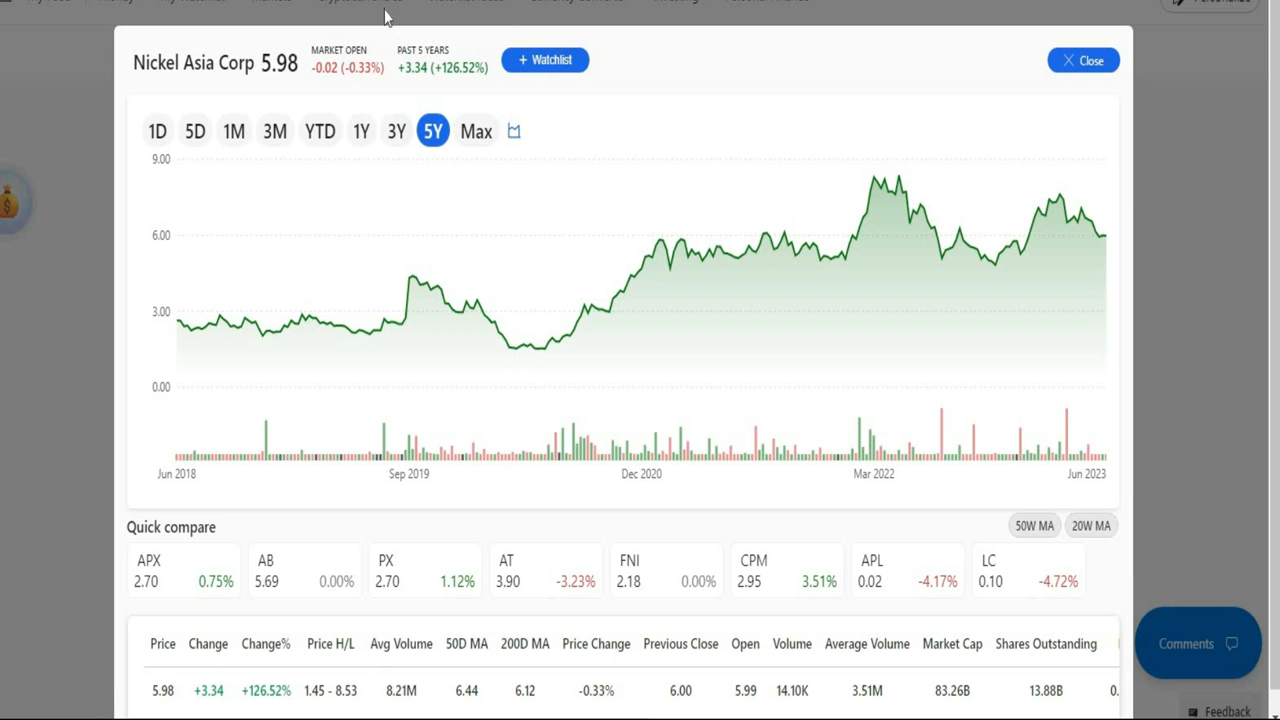 Nickel Asia Corp 5.98
MARKET OPEN
-0.02 (-0.33%)
PAST 5 YEARS
+3.34 (+126.52%)
+ Watchlist
Close
1D 5D 1M 3M YTD 1Y 3Y 5Y Max
9.00
6.00
3.00
0.00
Jun 2018 Sep 2019 Dec 2020 Mar 2022 Jun 2023
Quick compare
50W MA 20W MA
APX AB PX AT FNI CPM APL LC
2.70 0.75% 5.69 0.00% 2.70 1.12% 3.90 -3.23% 2.18 0.00% 2.95 3.51% 0.02 -4.17% 0.10 -4.72%
Price Change Change% Price H/L Avg Volume 50D MA 200D MA Price Change Previous Close Open Volume Average Volume Market Cap Shares Outstanding
5.98 +3.34 +126.52% 1.45 - 8.53 8.21M 6.44 6.12 -0.33% 6.00 5.99 14.10K 3.51M 83.26B 13.88B 0.
Comments
Feedback